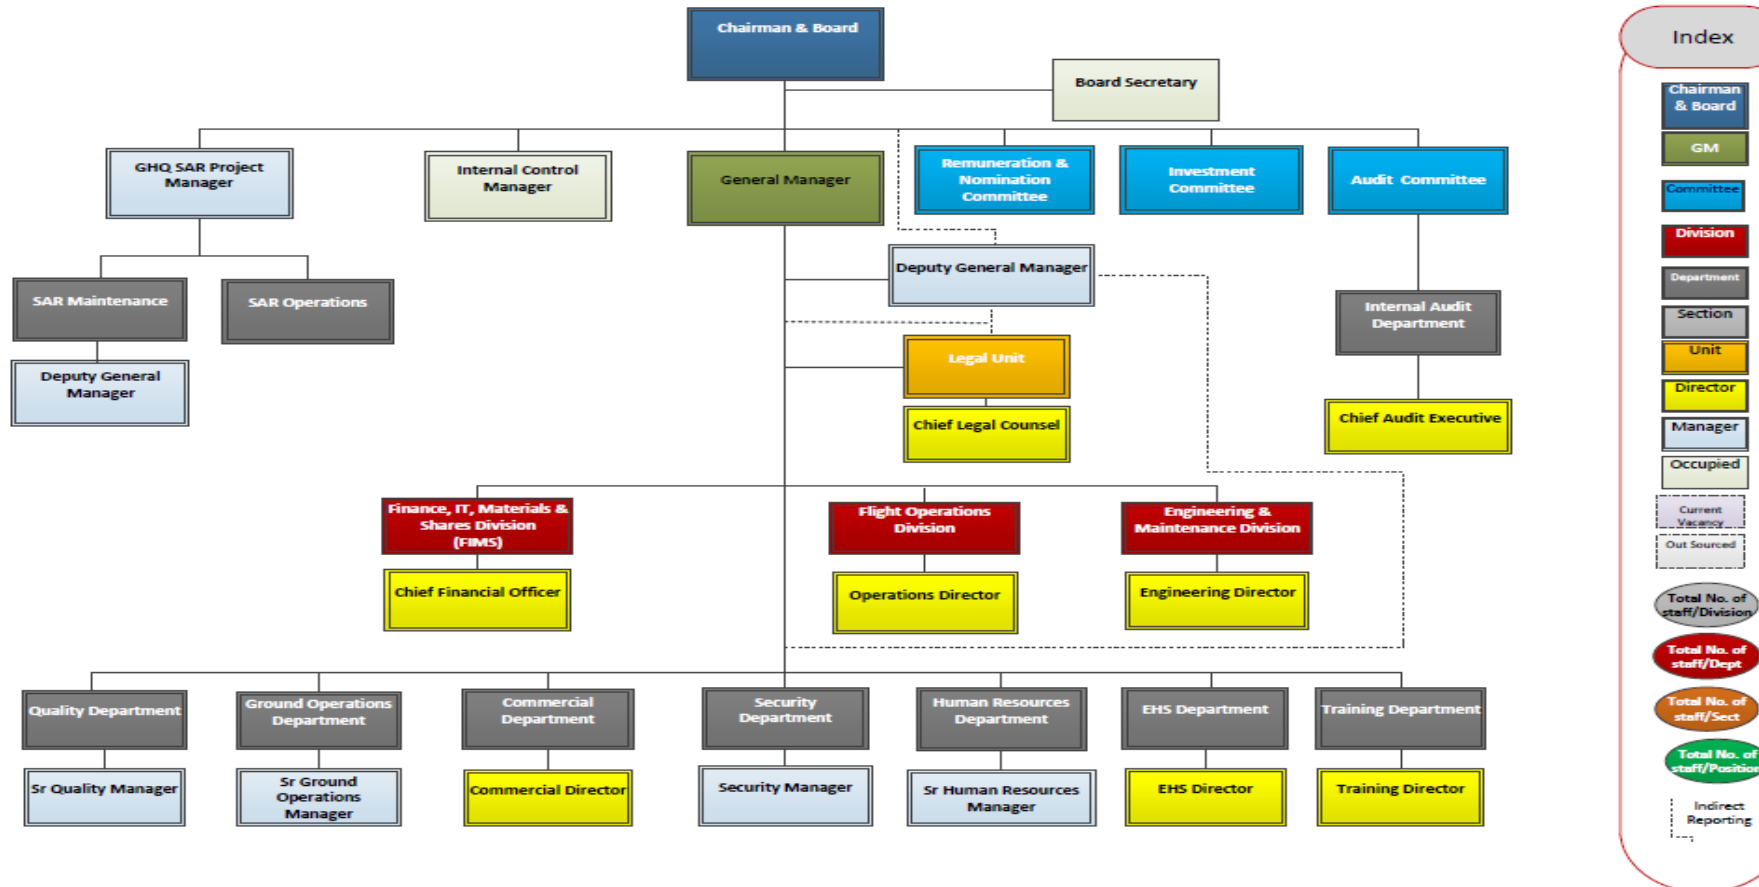 Chairman & Board
Board Secretary
GHQ SAR Project
Manager
Internal Control
Manager
General Manager
Remuneration &
Nomination
Committee
Investment
Committee
Audit Committee
Deputy General Manager
SAR Maintenance
SAR Operations
Internal Audit
Department
Deputy General
Manager
Legal Unit
Chief Legal Counsel
Chief Audit Executive
Finance, IT, Materials &
Shares Division
(FIMS)
Flight Operations
Division
Engineering &
Maintenance Division
Chief Financial Officer
Operations Director
Engineering Director
Quality Department
Ground Operations
Department
Commercial
Department
Security
Department
Human Resources
Department
EHS Department
Training Department
Sr Quality Manager
Sr Ground
Operations
Manager
Commercial Director
Security Manager
Sr Human Resources
Manager
EHS Director
Training Director
Index
Chairman
& Board
GM
Committee
Division
Department
Section
Unit
Director
Manager
Occupied
Current
Vacancy
Out Sourced
Total No. of
staff/Division
Total No. of
staff/Dept
Total No. of
staff/Sect
Total No. of
staff/Position
Indirect
Reporting